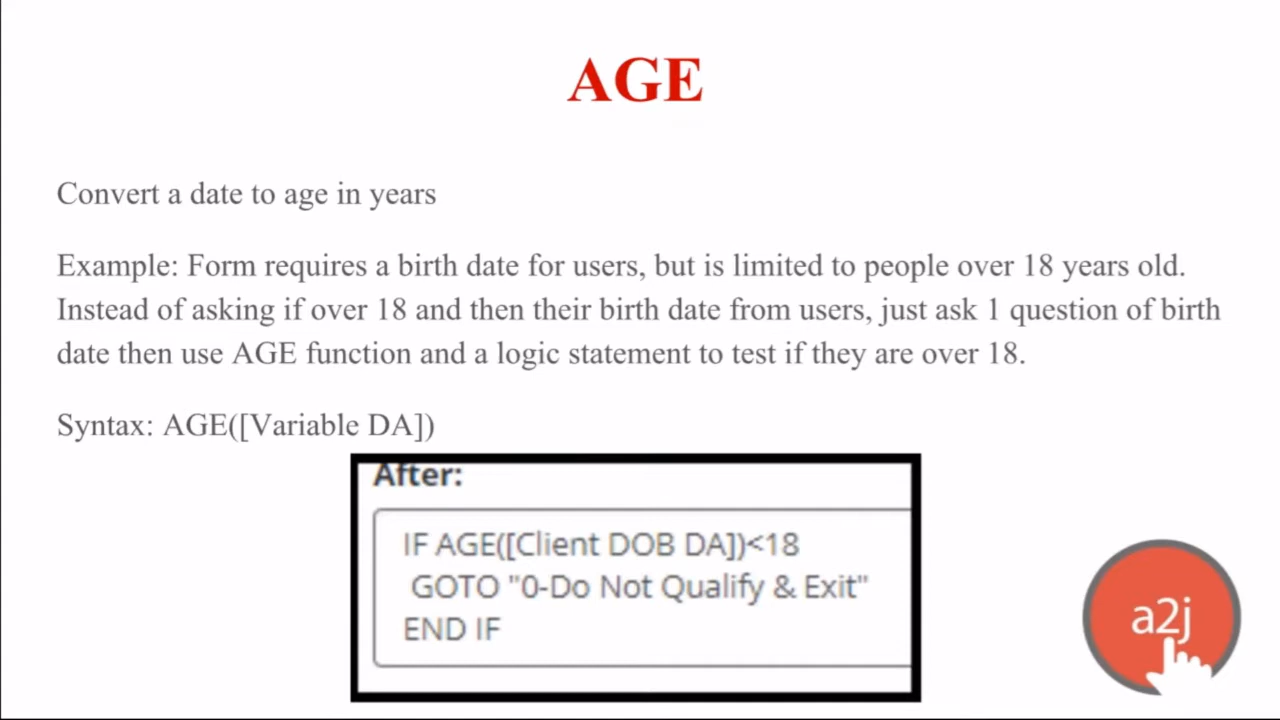 AGE
Convert a date to age in years
Example: Form requires a birth date for users, but is limited to people over 18 years old.
Instead of asking if over 18 and then their birth date from users, just ask 1 question of birth
date then use AGE function and a logic statement to test if they are over 18.
Syntax: AGE([Variable DA])
After:
IF AGE([Client DOB DA])<18
GOTO "0-Do Not Qualify & Exit"
END IF
a2j